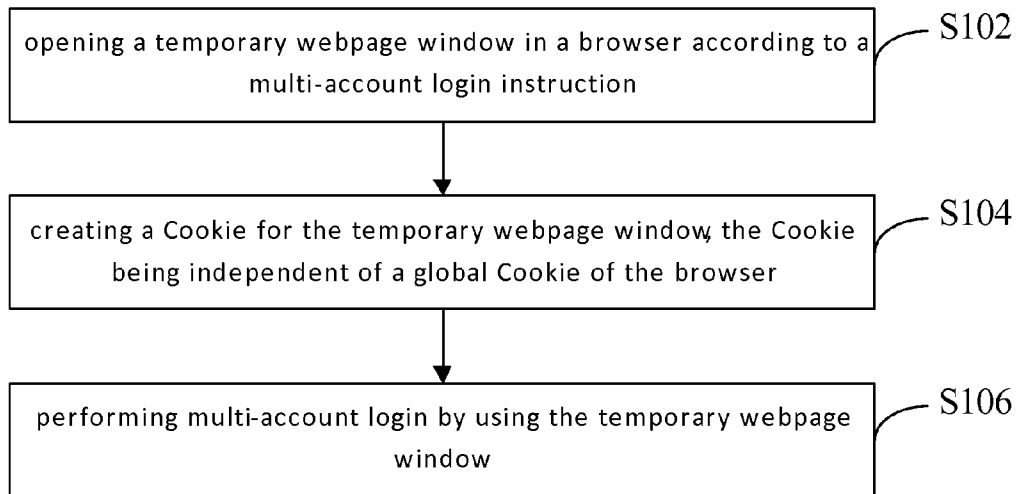 opening a temporary webpage window in a browser according to a
multi-account login instruction
S102
creating a Cookie for the temporary webpage window, the Cookie
being independent of a global Cookie of the browser
S104
performing multi-account login by using the temporary webpage
window
S106